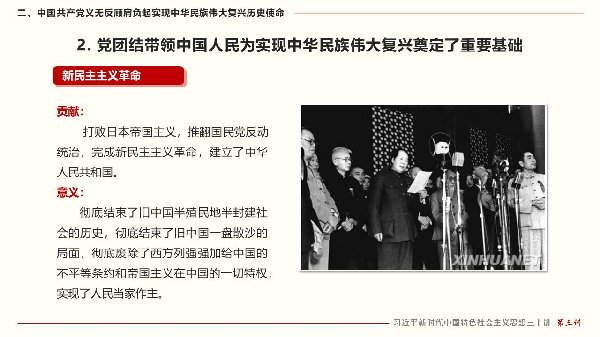 二、中国共产党义无反顾肩负起实现中华民族伟大复兴历史使命
2. 党团结带领中国人民为实现中华民族伟大复兴奠定了重要基础
新民主主义革命
贡献：
打败日本帝国主义，推翻国民党反动
统治，完成新民主主义革命，建立了中华
人民共和国。
意义：
彻底结束了旧中国半殖民地半封建社
会的历史，彻底结束了旧中国一盘散沙的
局面，彻底废除了西方列强强加给中国的
不平等条约和帝国主义在中国的一切特权，
实现了人民当家作主。
XINHUANET
习近平新时代中国特色社会主义思想三十讲 第三讲